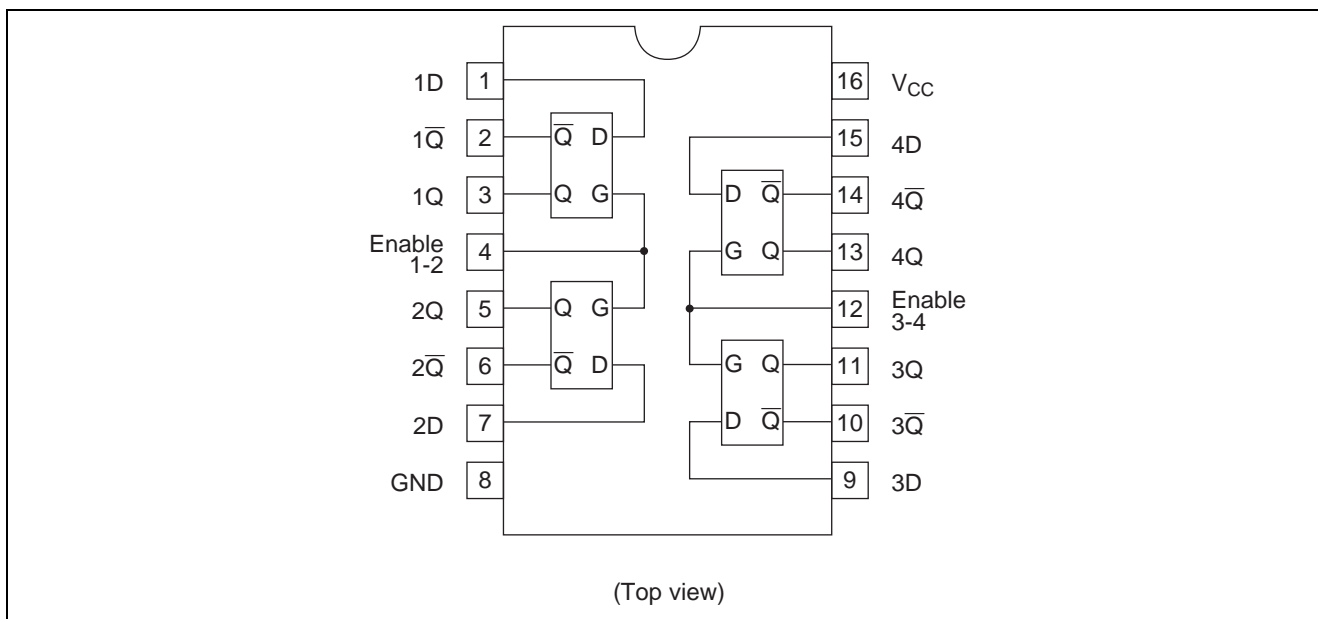 1D 1 16 VCC
1Q̅ 2 Q̅ D 15 4D
1Q 3 Q G D Q̅ 14 4Q̅
Enable 1-2 4 G Q 13 4Q
2Q 5 Q G 12 Enable 3-4
2Q̅ 6 Q̅ D G Q 11 3Q
2D 7 D Q̅ 10 3Q̅
GND 8 9 3D
(Top view)